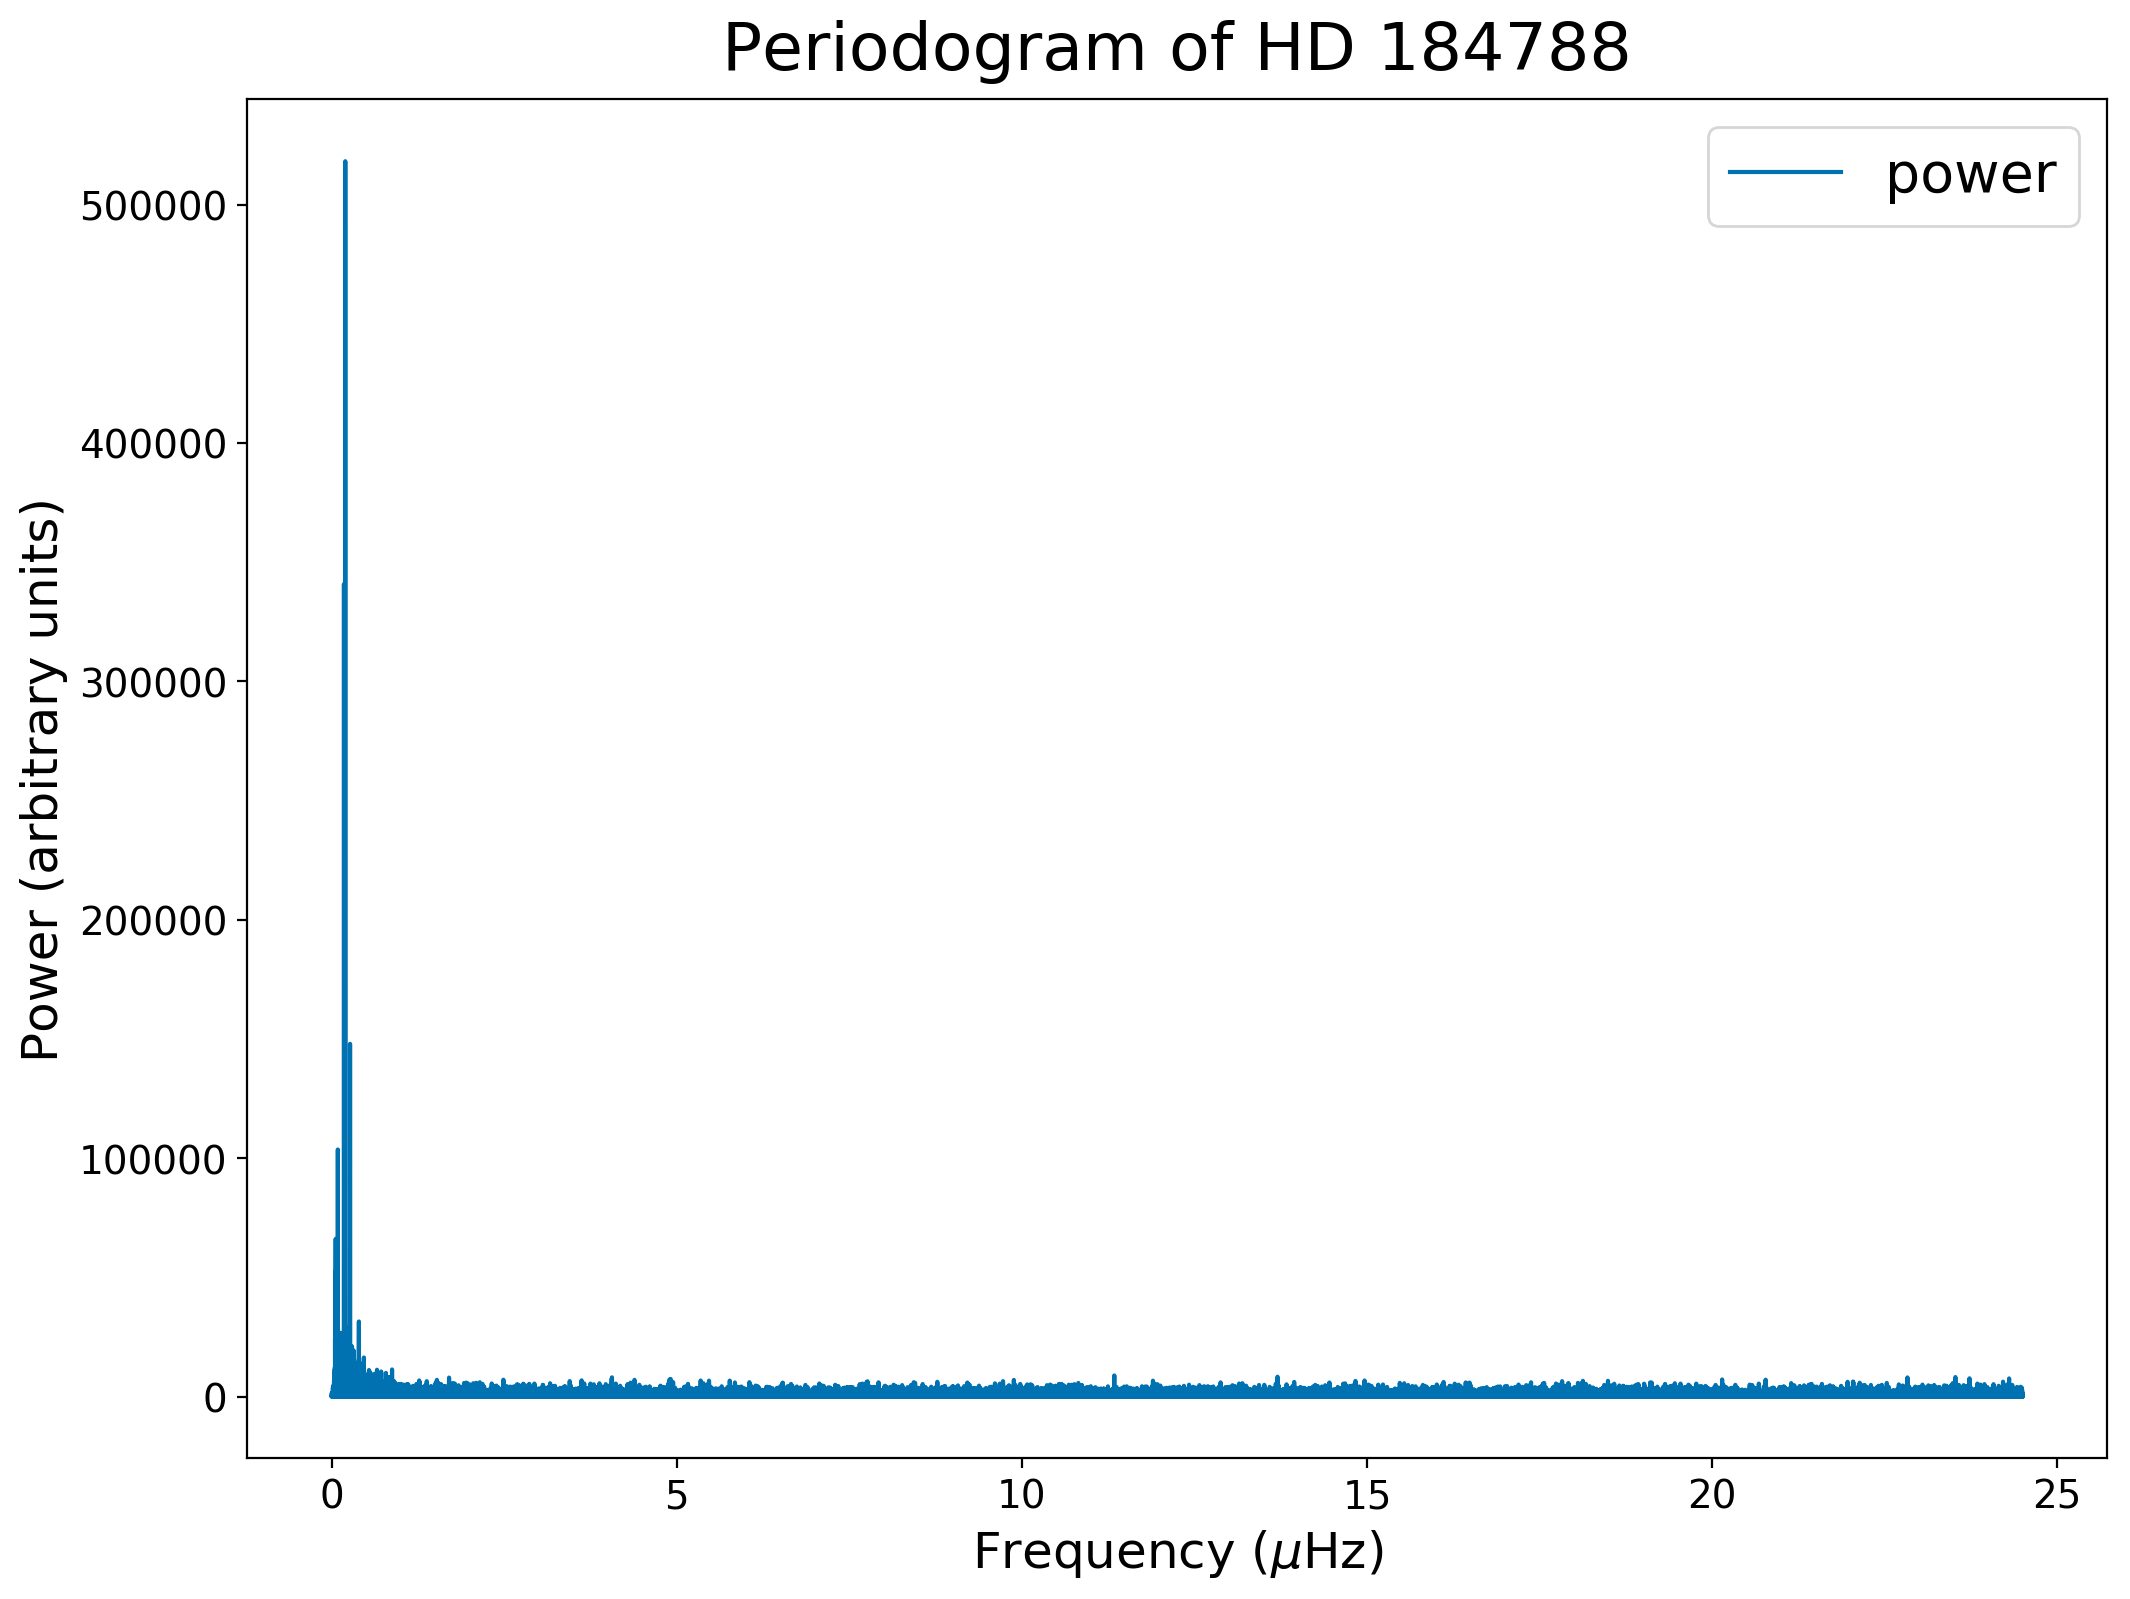 Periodogram of HD 184788
power
500000
400000
300000
200000
100000
0
Power (arbitrary units)
0 5 10 15 20 25
Frequency (μHz)